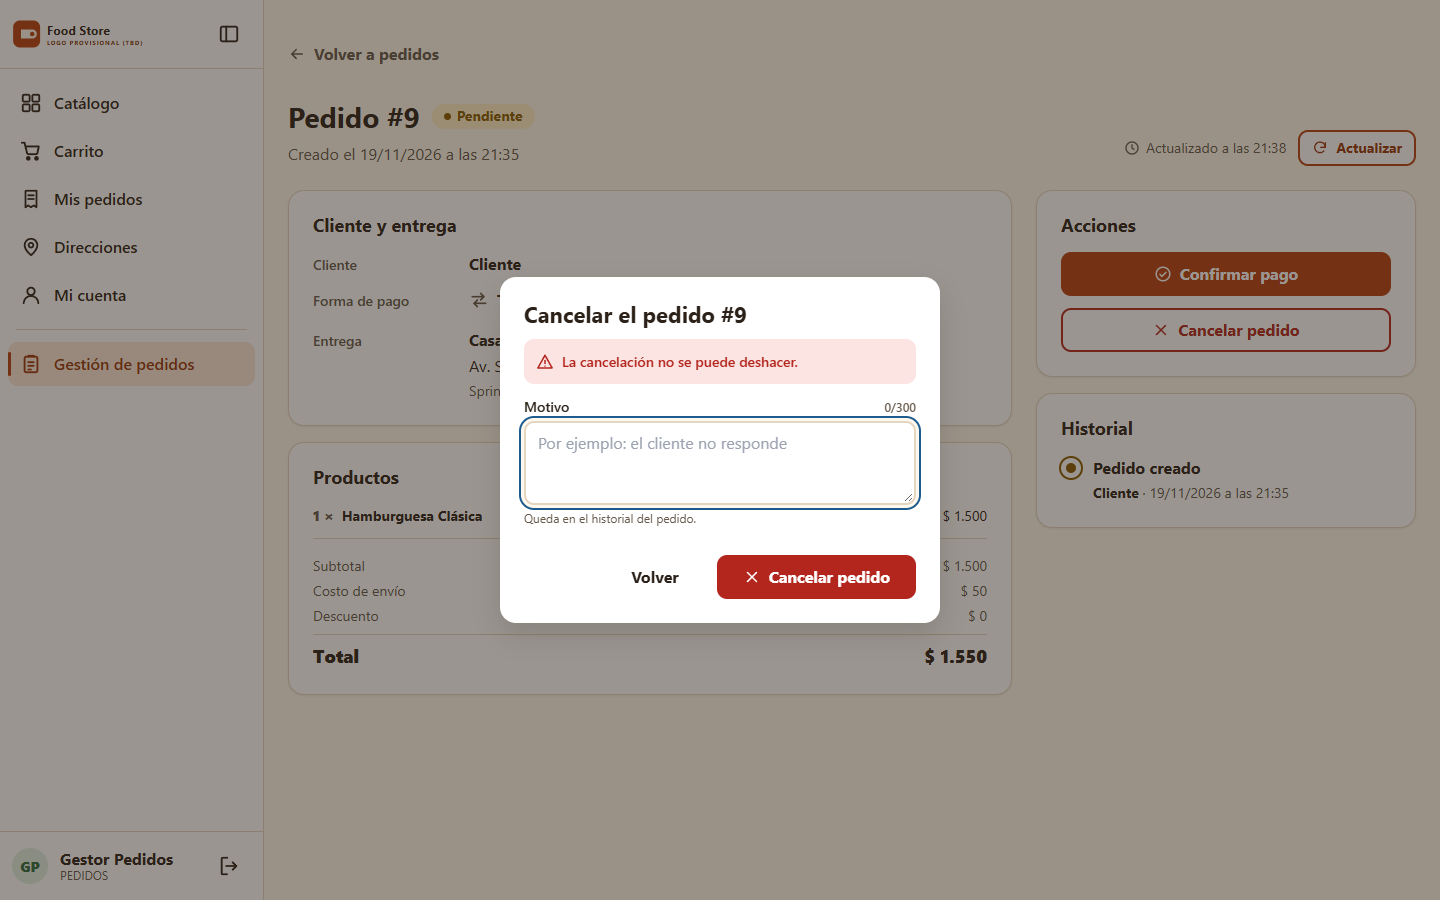 Food Store
LOGO PROVISIONAL (TBD)
Catálogo
Carrito
Mis pedidos
Direcciones
Mi cuenta
Gestión de pedidos
GP
Gestor Pedidos
PEDIDOS
Volver a pedidos
Pedido #9
Pendiente
Creado el 19/11/2026 a las 21:35
Actualizado a las 21:38
Actualizar
Cliente y entrega
Cliente
Cliente
Forma de pago
Entrega
Casa
Av.
Productos
1 × Hamburguesa Clásica
$ 1.500
Subtotal
$ 1.500
Costo de envío
$ 50
Descuento
$ 0
Total
$ 1.550
Acciones
Confirmar pago
Cancelar pedido
Historial
Pedido creado
Cliente · 19/11/2026 a las 21:35
Cancelar el pedido #9
La cancelación no se puede deshacer.
Motivo
0/300
Por ejemplo: el cliente no responde
Queda en el historial del pedido.
Volver
Cancelar pedido